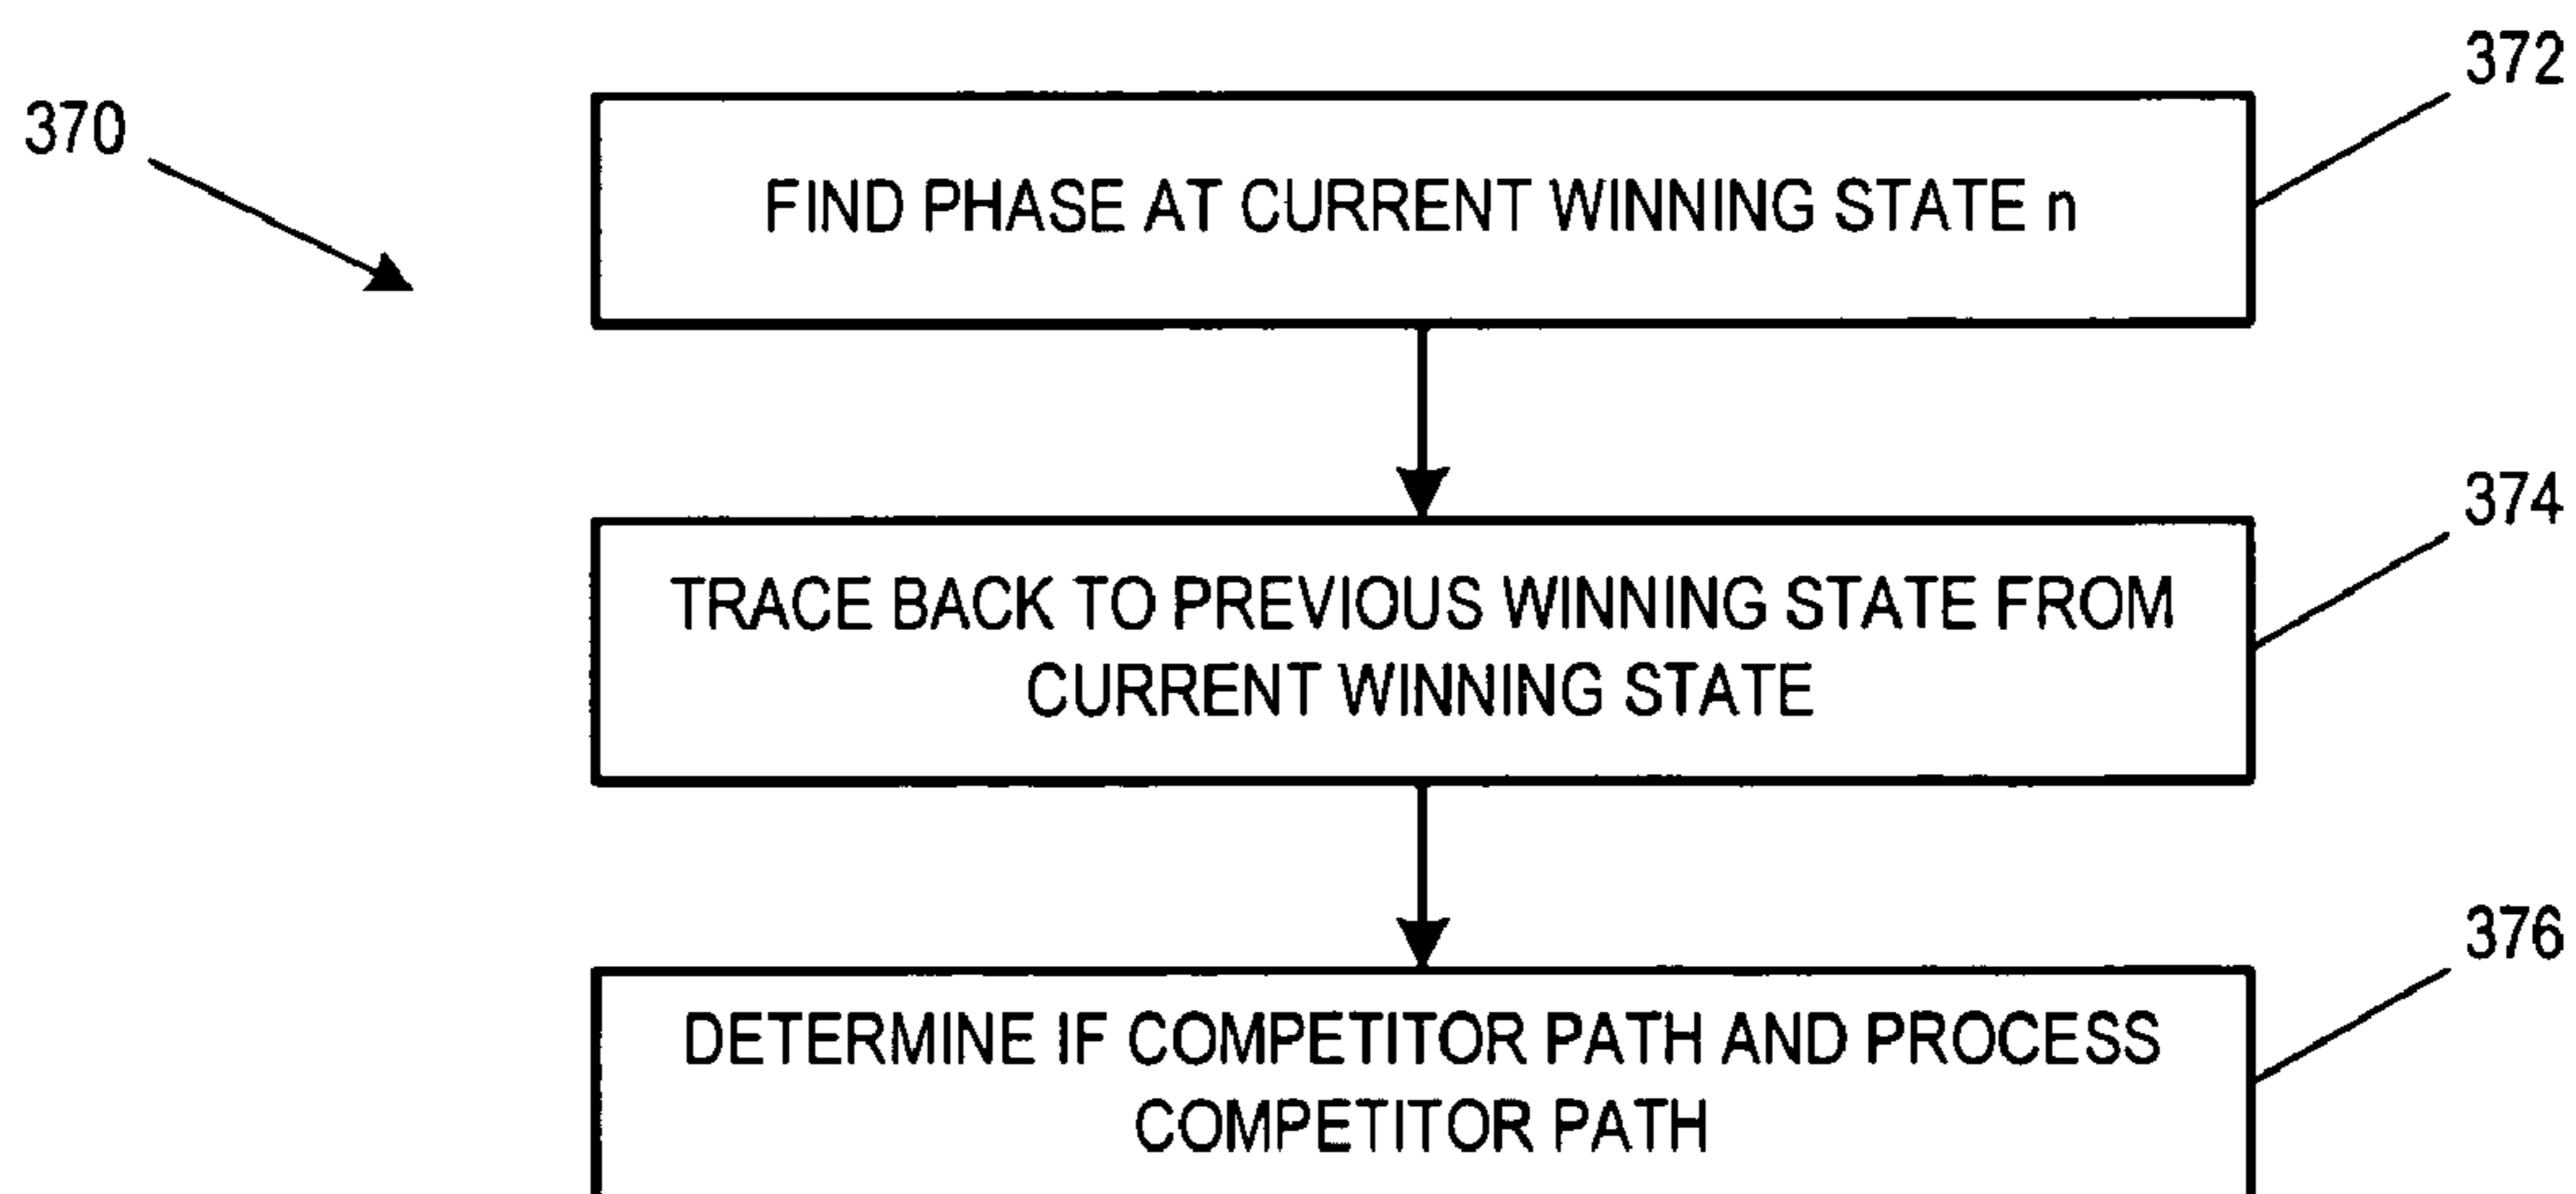 372
370
FIND PHASE AT CURRENT WINNING STATE n
374
TRACE BACK TO PREVIOUS WINNING STATE FROM
CURRENT WINNING STATE
376
DETERMINE IF COMPETITOR PATH AND PROCESS
COMPETITOR PATH